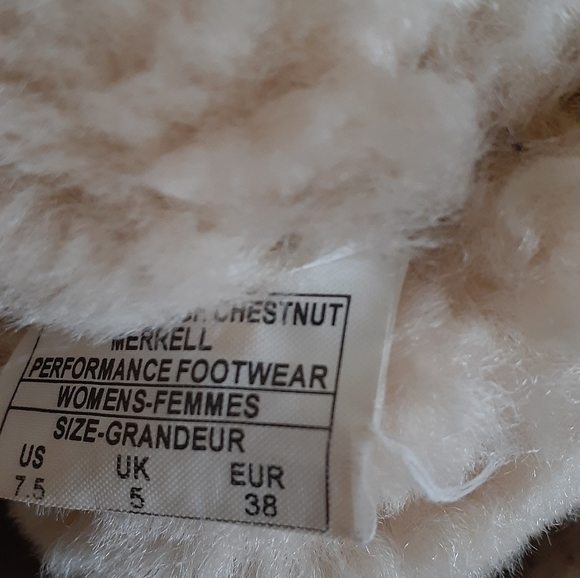 CHESTNUT
MERRELL
PERFORMANCE FOOTWEAR
WOMENS-FEMMES
SIZE-GRANDEUR
US UK EUR
7.5 5 38